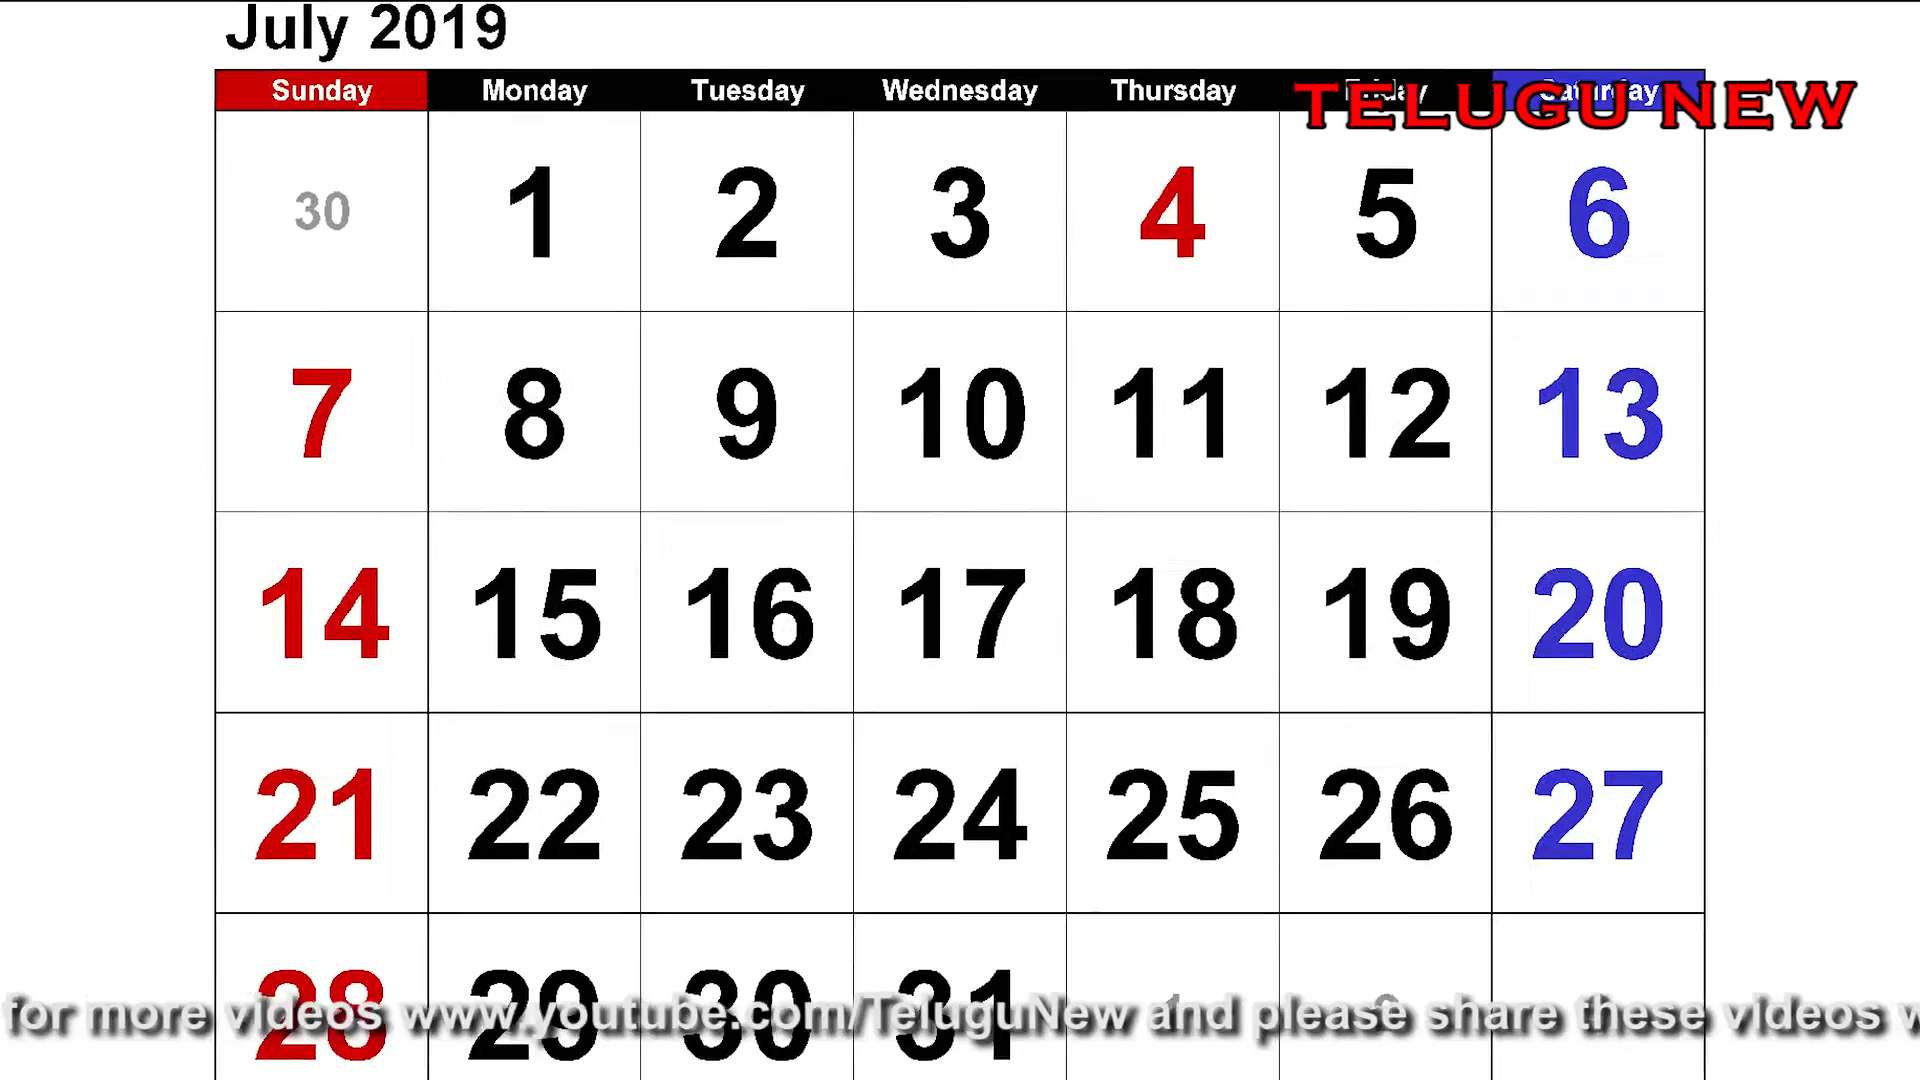 July 2019
Sunday Monday Tuesday Wednesday Thursday Friday Saturday
TELUGU NEW
30 1 2 3 4 5 6
7 8 9 10 11 12 13
14 15 16 17 18 19 20
21 22 23 24 25 26 27
28 29 30 31
for more videos www.youtube.com/TeluguNew and please share these videos w